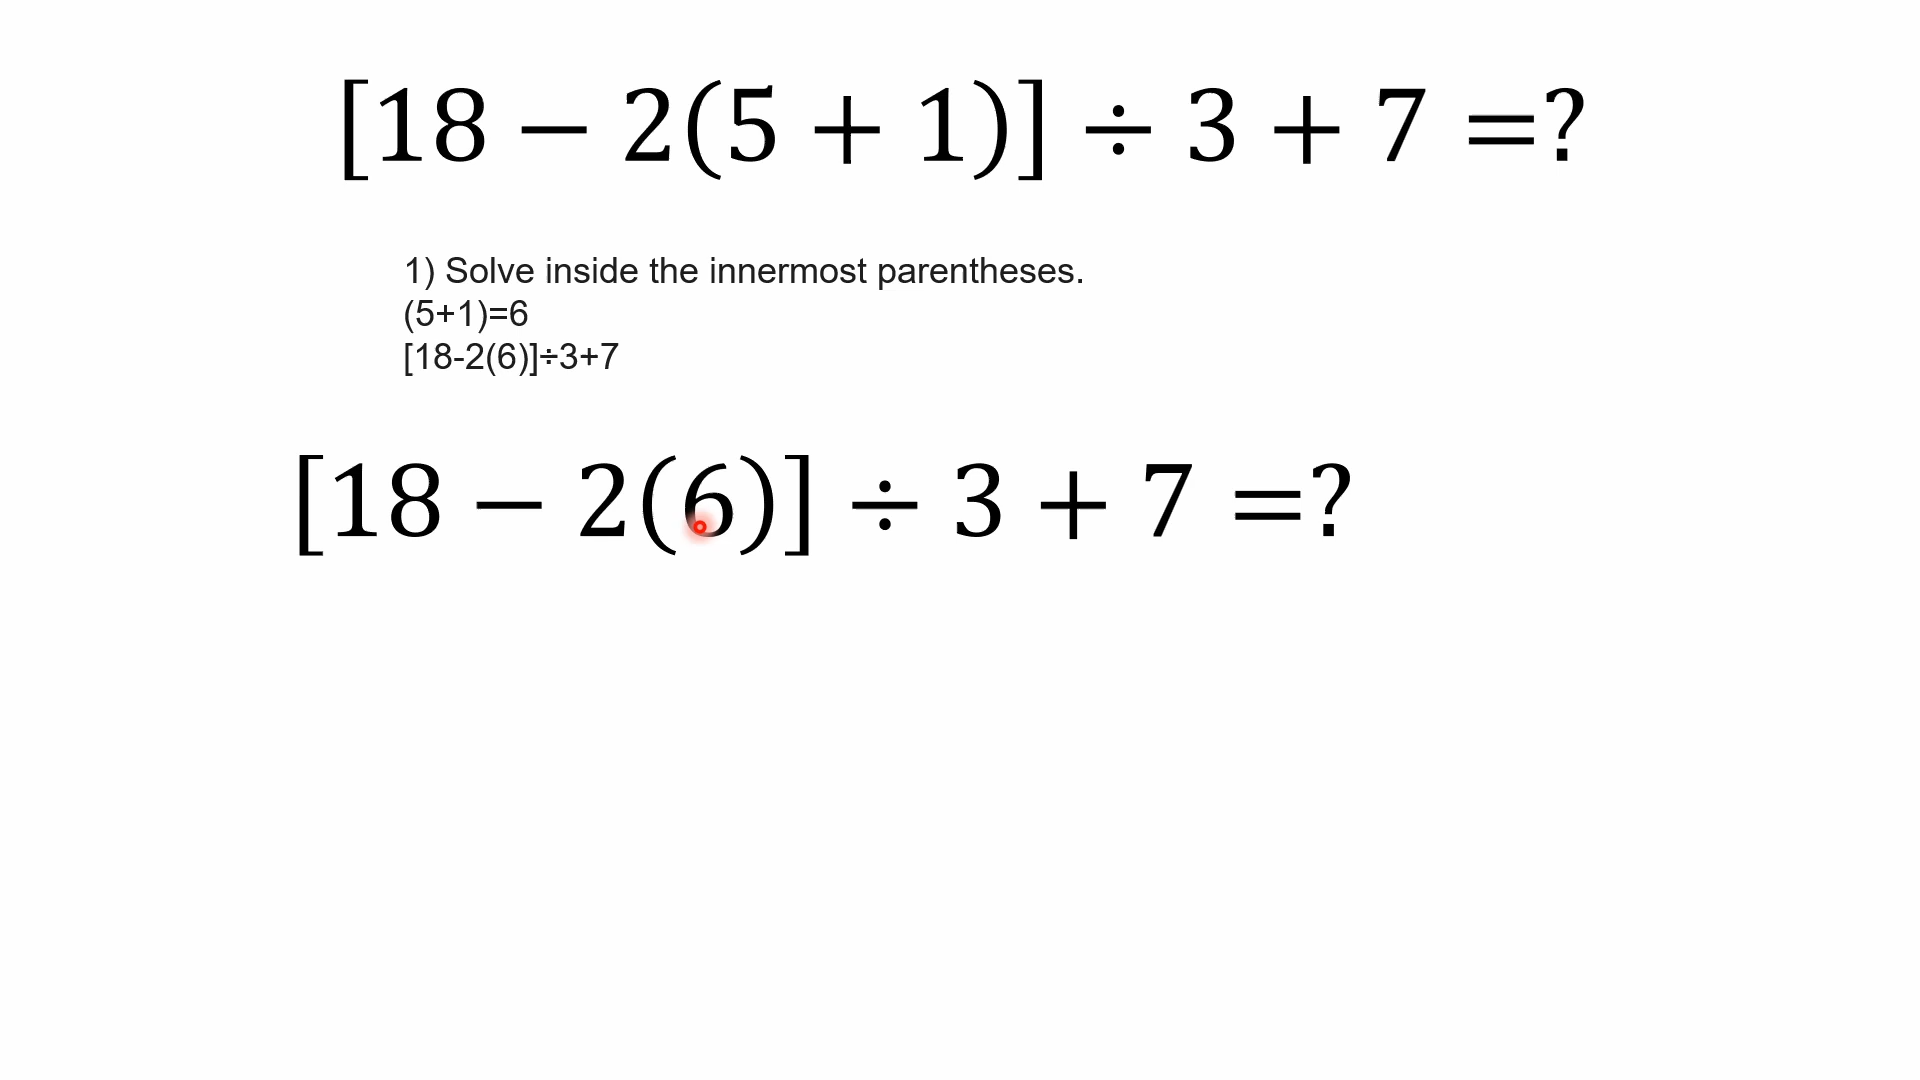 [18 − 2(5 + 1)] ÷ 3 + 7 =?
1) Solve inside the innermost parentheses.
(5+1)=6
[18-2(6)]÷3+7
[18 − 2(6)] ÷ 3 + 7 =?